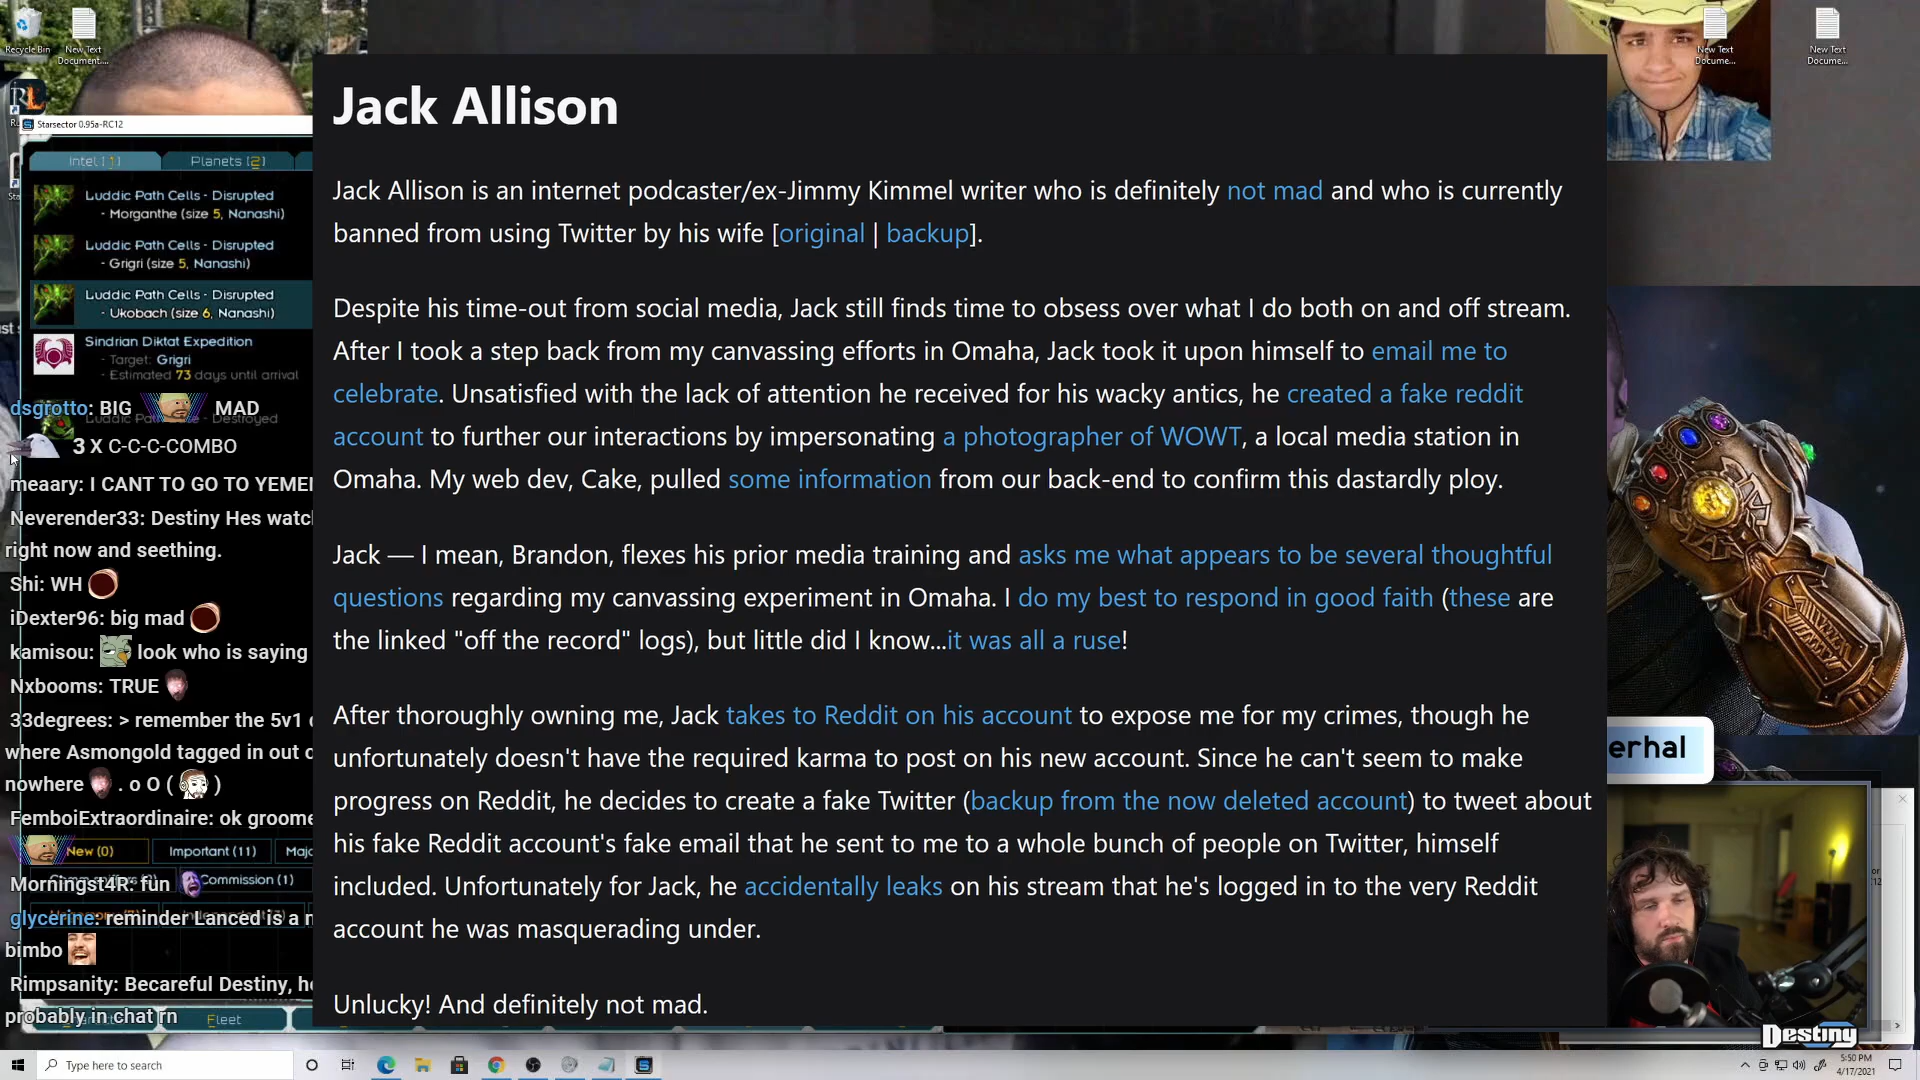 Recycle Bin
New Text
Document....
New Text
Docume...
New Text
Docume...
Starsector 0.95a-RC12
Intel [1]
Planets [2]
Luddic Path Cells - Disrupted
- Morganthe (size 5, Nanashi)
Luddic Path Cells - Disrupted
- Grigri (size 5, Nanashi)
Luddic Path Cells - Disrupted
- Ukobach (size 6, Nanashi)
Sindrian Diktat Expedition
- Target: Grigri
- Estimated 73 days until arrival
dsgrotto: BIG MAD
3 X C-C-C-COMBO
meaary: I CANT TO GO TO YEMEN
Neverender33: Destiny Hes watch
right now and seething.
Shi: WH
iDexter96: big mad
kamisou: look who is saying
Nxbooms: TRUE
33degrees: > remember the 5v1
where Asmongold tagged in out o
nowhere . o O ( )
FemboiExtraordinaire: ok groome
New (0)
Important (11)
Majo
Morningst4R: fun
Commission (1)
glycerine: reminder Lanced is a
bimbo
Rimpsanity: Becareful Destiny, he
probably in chat rn
Fleet
Jack Allison
Jack Allison is an internet podcaster/ex-Jimmy Kimmel writer who is definitely not mad and who is currently
banned from using Twitter by his wife [original | backup].
Despite his time-out from social media, Jack still finds time to obsess over what I do both on and off stream.
After I took a step back from my canvassing efforts in Omaha, Jack took it upon himself to email me to
celebrate. Unsatisfied with the lack of attention he received for his wacky antics, he created a fake reddit
account to further our interactions by impersonating a photographer of WOWT, a local media station in
Omaha. My web dev, Cake, pulled some information from our back-end to confirm this dastardly ploy.
Jack — I mean, Brandon, flexes his prior media training and asks me what appears to be several thoughtful
questions regarding my canvassing experiment in Omaha. I do my best to respond in good faith (these are
the linked "off the record" logs), but little did I know...it was all a ruse!
After thoroughly owning me, Jack takes to Reddit on his account to expose me for my crimes, though he
unfortunately doesn't have the required karma to post on his new account. Since he can't seem to make
progress on Reddit, he decides to create a fake Twitter (backup from the now deleted account) to tweet about
his fake Reddit account's fake email that he sent to me to a whole bunch of people on Twitter, himself
included. Unfortunately for Jack, he accidentally leaks on his stream that he's logged in to the very Reddit
account he was masquerading under.
Unlucky! And definitely not mad.
erhal
Destiny
Type here to search
5:50 PM
4/17/2021